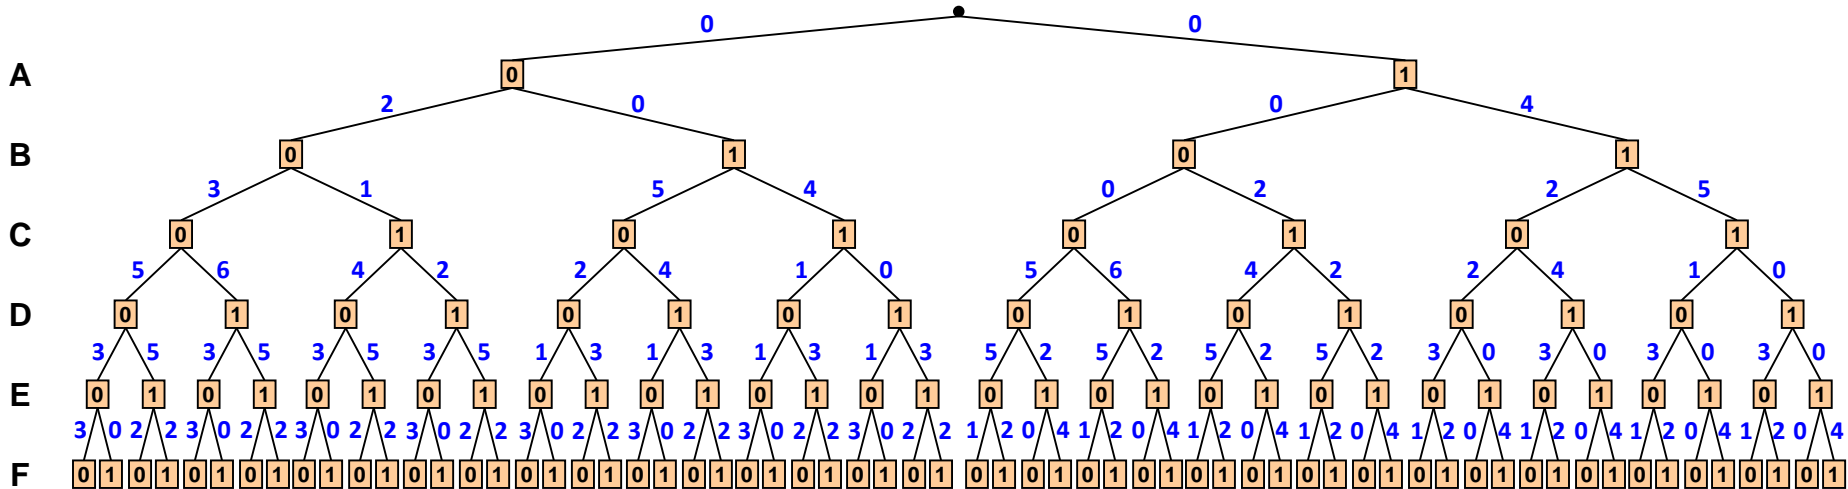 0 0
A 0 1
2 0 0 4
B 0 1 0 1
3 1 5 4 0 2 2 5
C 0 1 0 1 0 1 0 1
5 6 4 2 2 4 1 0 5 6 4 2 2 4 1 0
D 0 1 0 1 0 1 0 1 0 1 0 1 0 1 0 1
3 5 3 5 3 5 3 5 1 3 1 3 1 3 1 3 5 2 5 2 5 2 5 2 3 0 3 0 3 0 3 0
E 0 1 0 1 0 1 0 1 0 1 0 1 0 1 0 1 0 1 0 1 0 1 0 1 0 1 0 1 0 1 0 1
3 0 2 2 3 0 2 2 3 0 2 2 3 0 2 2 3 0 2 2 3 0 2 2 3 0 2 2 3 0 2 2 1 2 0 4 1 2 0 4 1 2 0 4 1 2 0 4 1 2 0 4 1 2 0 4 1 2 0 4 1 2 0 4
F 0 1 0 1 0 1 0 1 0 1 0 1 0 1 0 1 0 1 0 1 0 1 0 1 0 1 0 1 0 1 0 1 0 1 0 1 0 1 0 1 0 1 0 1 0 1 0 1 0 1 0 1 0 1 0 1 0 1 0 1 0 1 0 1